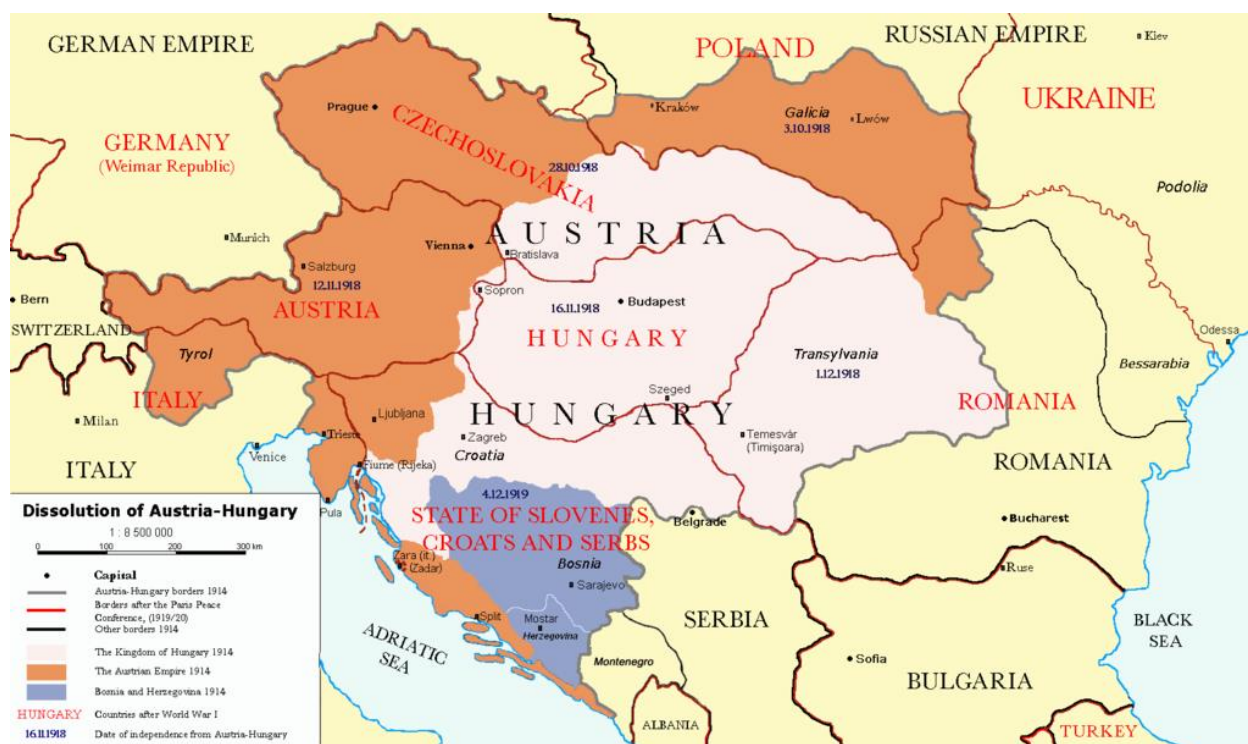 GERMAN EMPIRE
POLAND
RUSSIAN EMPIRE
Kiev
UKRAINE
Prague
CZECHOSLOVAKIA
Kraków
Galicia
3.10.1918
Lwów
GERMANY
(Weimar Republic)
28.10.1918
Podolia
Munich
Vienna
AUSTRIA
Bratislava
Salzburg
12.11.1918
Sopron
Bern
AUSTRIA
16.11.1918
Budapest
SWITZERLAND
HUNGARY
Odessa
Tyrol
Transylvania
1.12.1918
Bessarabia
ITALY
Szeged
ROMANIA
Milan
Ljubljana
HUNGARY
Trieste
Zagreb
Temesvár
(Timişoara)
Venice
Croatia
ITALY
Fiume (Rijeka)
ROMANIA
4.12.1919
Pula
STATE OF SLOVENES,
CROATS AND SERBS
Belgrade
Bucharest
Zara (it.)
(Zadar)
Bosnia
Ruse
Sarajevo
Split
Mostar
Herzegovina
SERBIA
BLACK
SEA
ADRIATIC
SEA
Montenegro
Sofia
BULGARIA
ALBANIA
TURKEY
Dissolution of Austria-Hungary
1 : 8 500 000
0 100 200 300 km
Capital
Austria-Hungary borders 1914
Borders after the Paris Peace
Conference, (1919/20)
Other borders 1914
The Kingdom of Hungary 1914
The Austrian Empire 1914
Bosnia and Herzegovina 1914
HUNGARY Countries after World War I
16.11.1918 Date of independence from Austria-Hungary